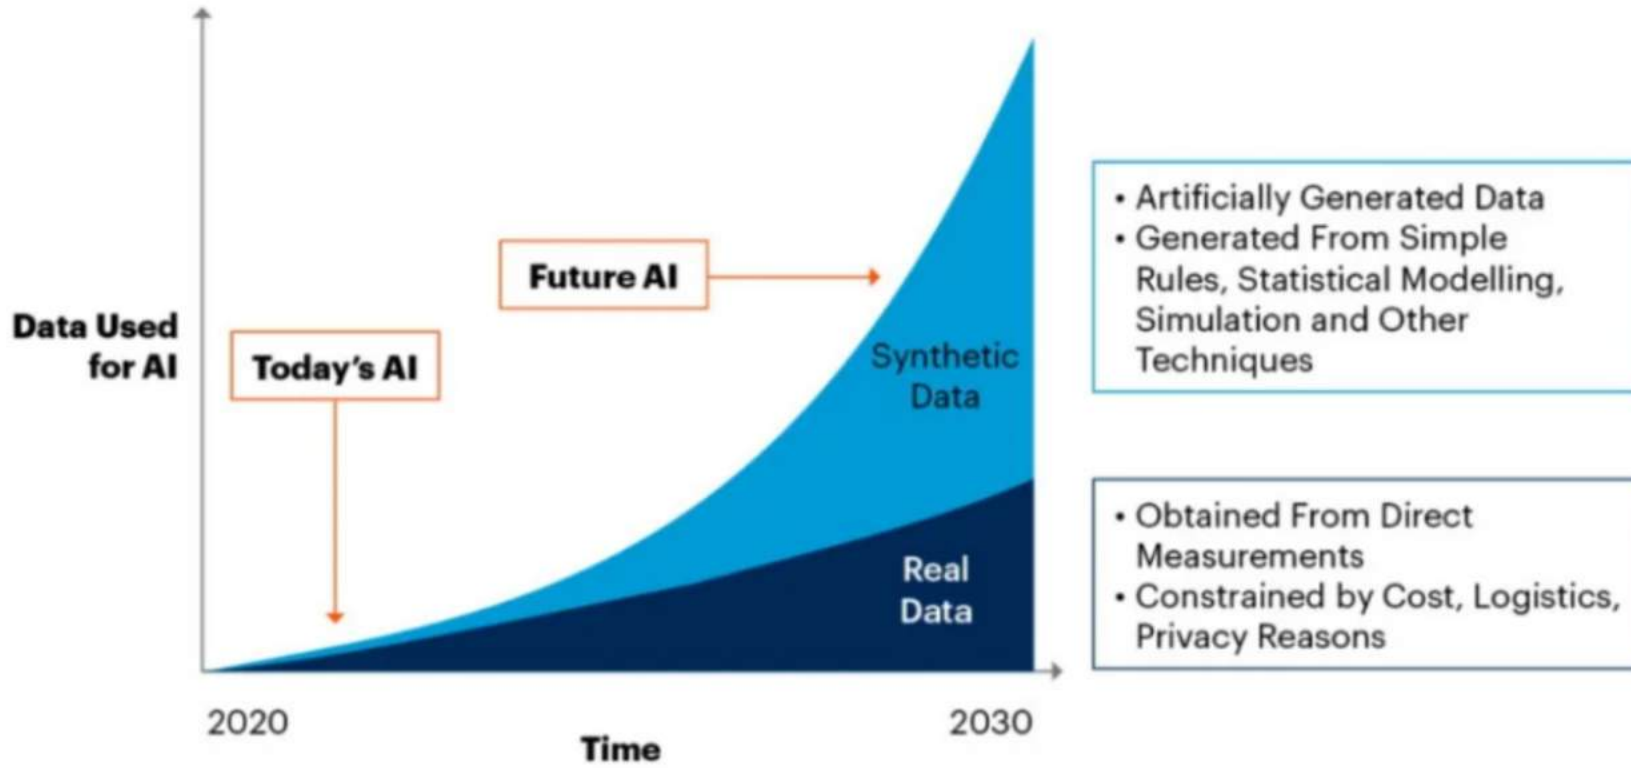 Data Used
for AI
Today's AI
Future AI
Synthetic
Data
Real
Data
2020
2030
Time
• Artificially Generated Data
• Generated From Simple
Rules, Statistical Modelling,
Simulation and Other
Techniques
• Obtained From Direct
Measurements
• Constrained by Cost, Logistics,
Privacy Reasons